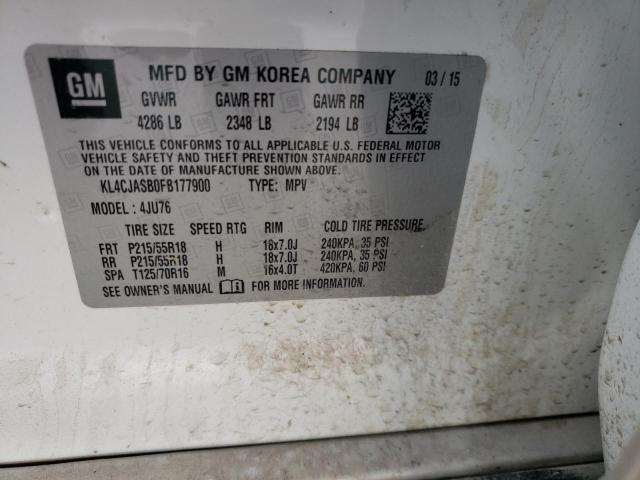 GM MFD BY GM KOREA COMPANY 03/15
GVWR GAWR FRT GAWR RR
4286 LB 2348 LB 2194 LB
THIS VEHICLE CONFORMS TO ALL APPLICABLE U.S. FEDERAL MOTOR
VEHICLE SAFETY AND THEFT PREVENTION STANDARDS IN EFFECT
ON THE DATE OF MANUFACTURE SHOWN ABOVE.
KL4CJASB0FB177900 TYPE: MPV
MODEL: 4JU76
TIRE SIZE SPEED RTG RIM COLD TIRE PRESSURE
FRT P215/55R18 H 18x7.0J 240KPA, 35 PSI
RR P215/55R18 H 18x7.0J 240KPA, 35 PSI
SPA T125/70R16 M 16x4.0T 420KPA, 60 PSI
SEE OWNER'S MANUAL FOR MORE INFORMATION.